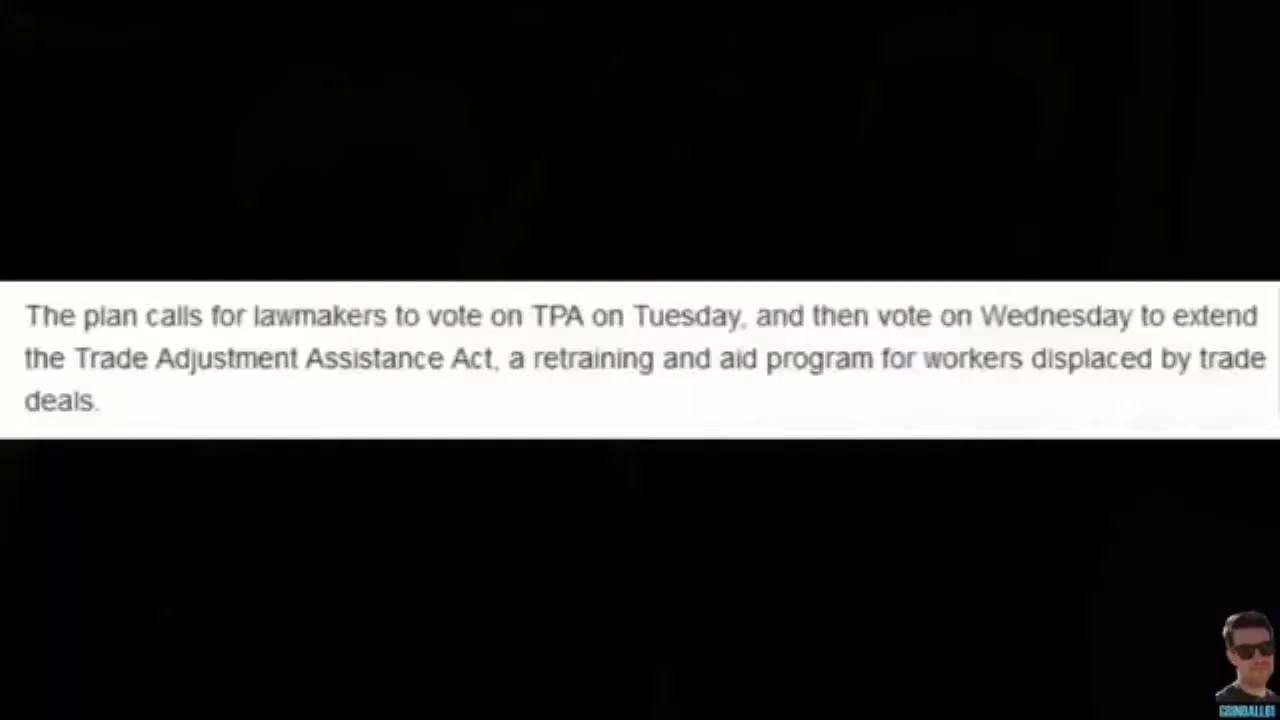 The plan calls for lawmakers to vote on TPA on Tuesday, and then vote on Wednesday to extend
the Trade Adjustment Assistance Act, a retraining and aid program for workers displaced by trade
deals.